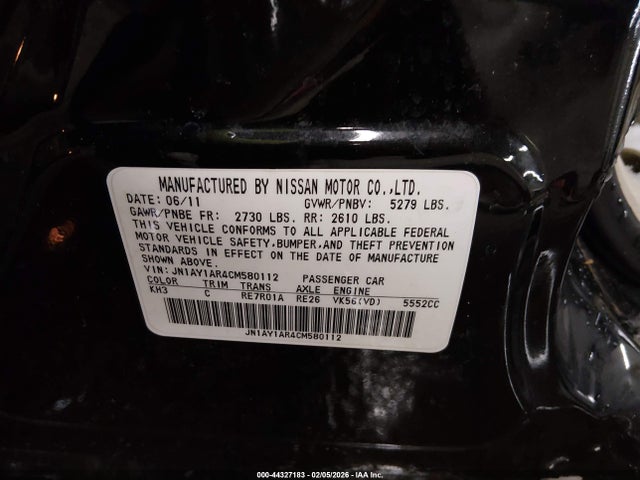 MANUFACTURED BY NISSAN MOTOR CO.,LTD.
DATE: 06/11 GVWR/PNBV: 5279 LBS.
GAWR/PNBE FR: 2730 LBS. RR: 2610 LBS.
THIS VEHICLE CONFORMS TO ALL APPLICABLE FEDERAL
MOTOR VEHICLE SAFETY,BUMPER,AND THEFT PREVENTION
STANDARDS IN EFFECT ON THE DATE OF MANUFACTURE
SHOWN ABOVE.
VIN: JN1AY1AR4CM580112 PASSENGER CAR
COLOR TRIM TRANS AXLE ENGINE
KH3 C RE7R01A RE26 VK56(VD) 5552CC
JN1AY1AR4CM580112
000-44327183 - 02/05/2026 - IAA Inc.